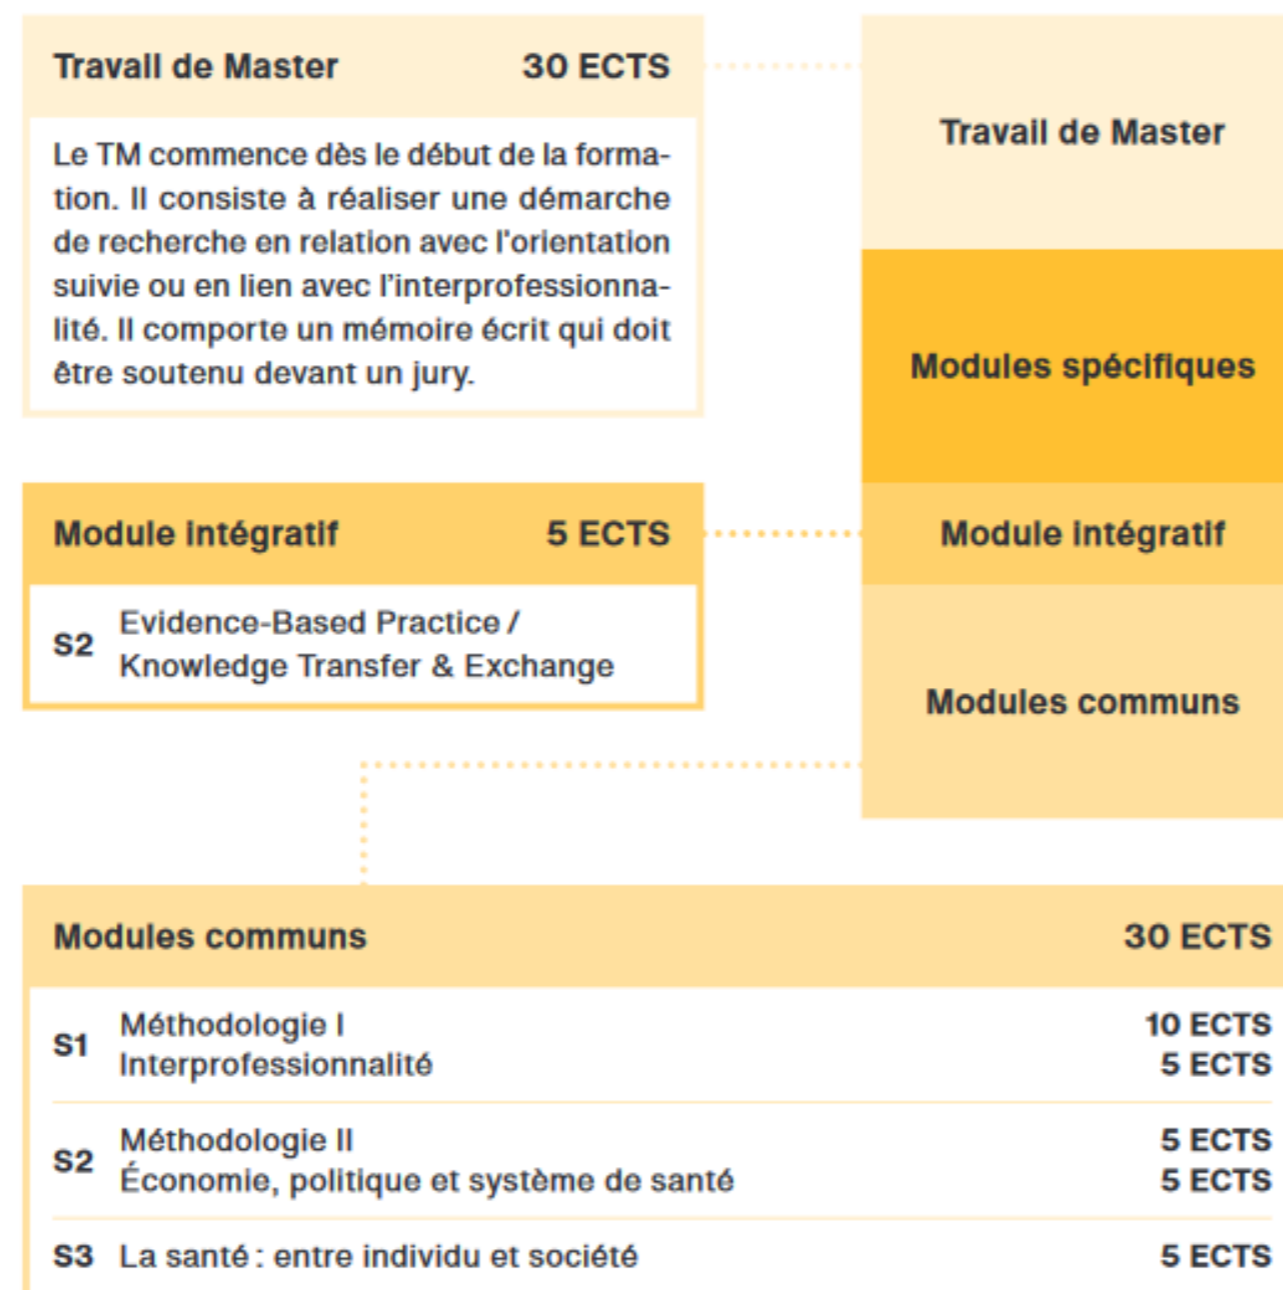 Travail de Master 30 ECTS
Le TM commence dès le début de la forma-
tion. Il consiste à réaliser une démarche
de recherche en relation avec l'orientation
suivie ou en lien avec l’interprofessionna-
lité. Il comporte un mémoire écrit qui doit
être soutenu devant un jury.
Module intégratif 5 ECTS
S2 Evidence-Based Practice /
Knowledge Transfer & Exchange
Travail de Master
Modules spécifiques
Module intégratif
Modules communs
Modules communs 30 ECTS
S1 Méthodologie I 10 ECTS
Interprofessionnalité 5 ECTS
S2 Méthodologie II 5 ECTS
Économie, politique et système de santé 5 ECTS
S3 La santé : entre individu et société 5 ECTS